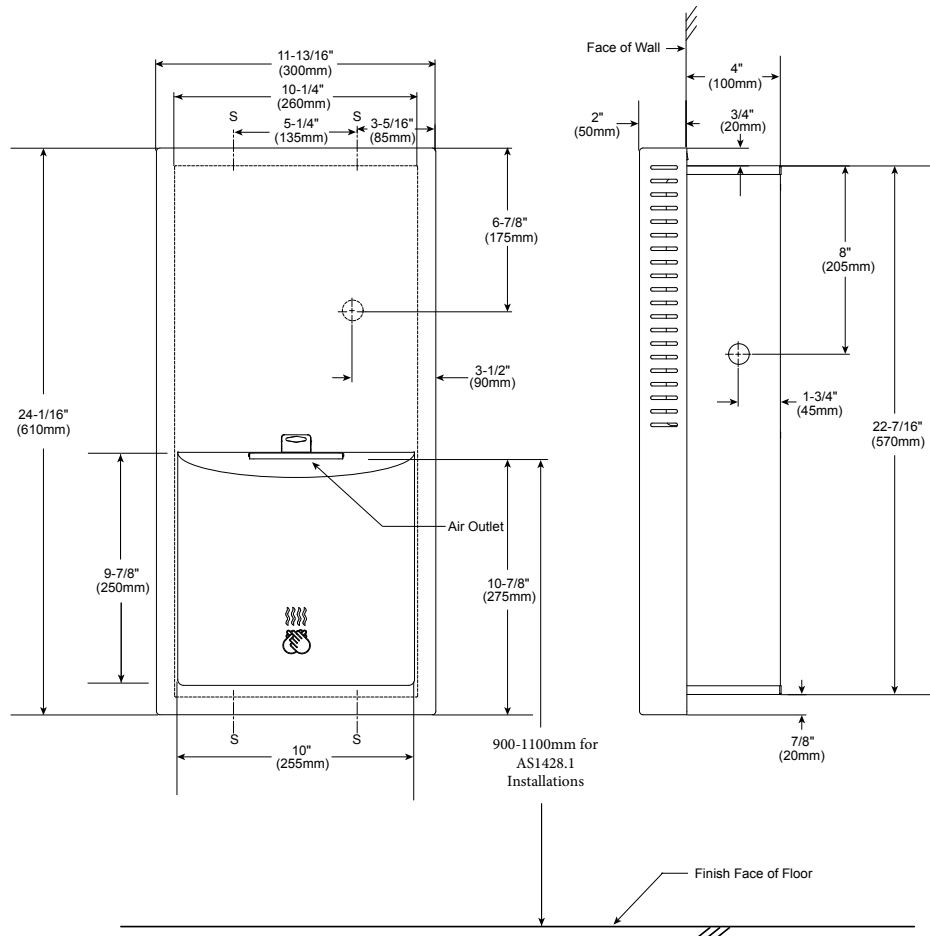 11-13/16"
(300mm)
10-1/4"
(260mm)
S
S
5-1/4"
(135mm)
3-5/16"
(85mm)
6-7/8"
(175mm)
3-1/2"
(90mm)
24-1/16"
(610mm)
Air Outlet
9-7/8"
(250mm)
10-7/8"
(275mm)
S
S
10"
(255mm)
900-1100mm for
AS1428.1
Installations
Face of Wall
4"
(100mm)
2"
(50mm)
3/4"
(20mm)
8"
(205mm)
1-3/4"
(45mm)
22-7/16"
(570mm)
7/8"
(20mm)
Finish Face of Floor